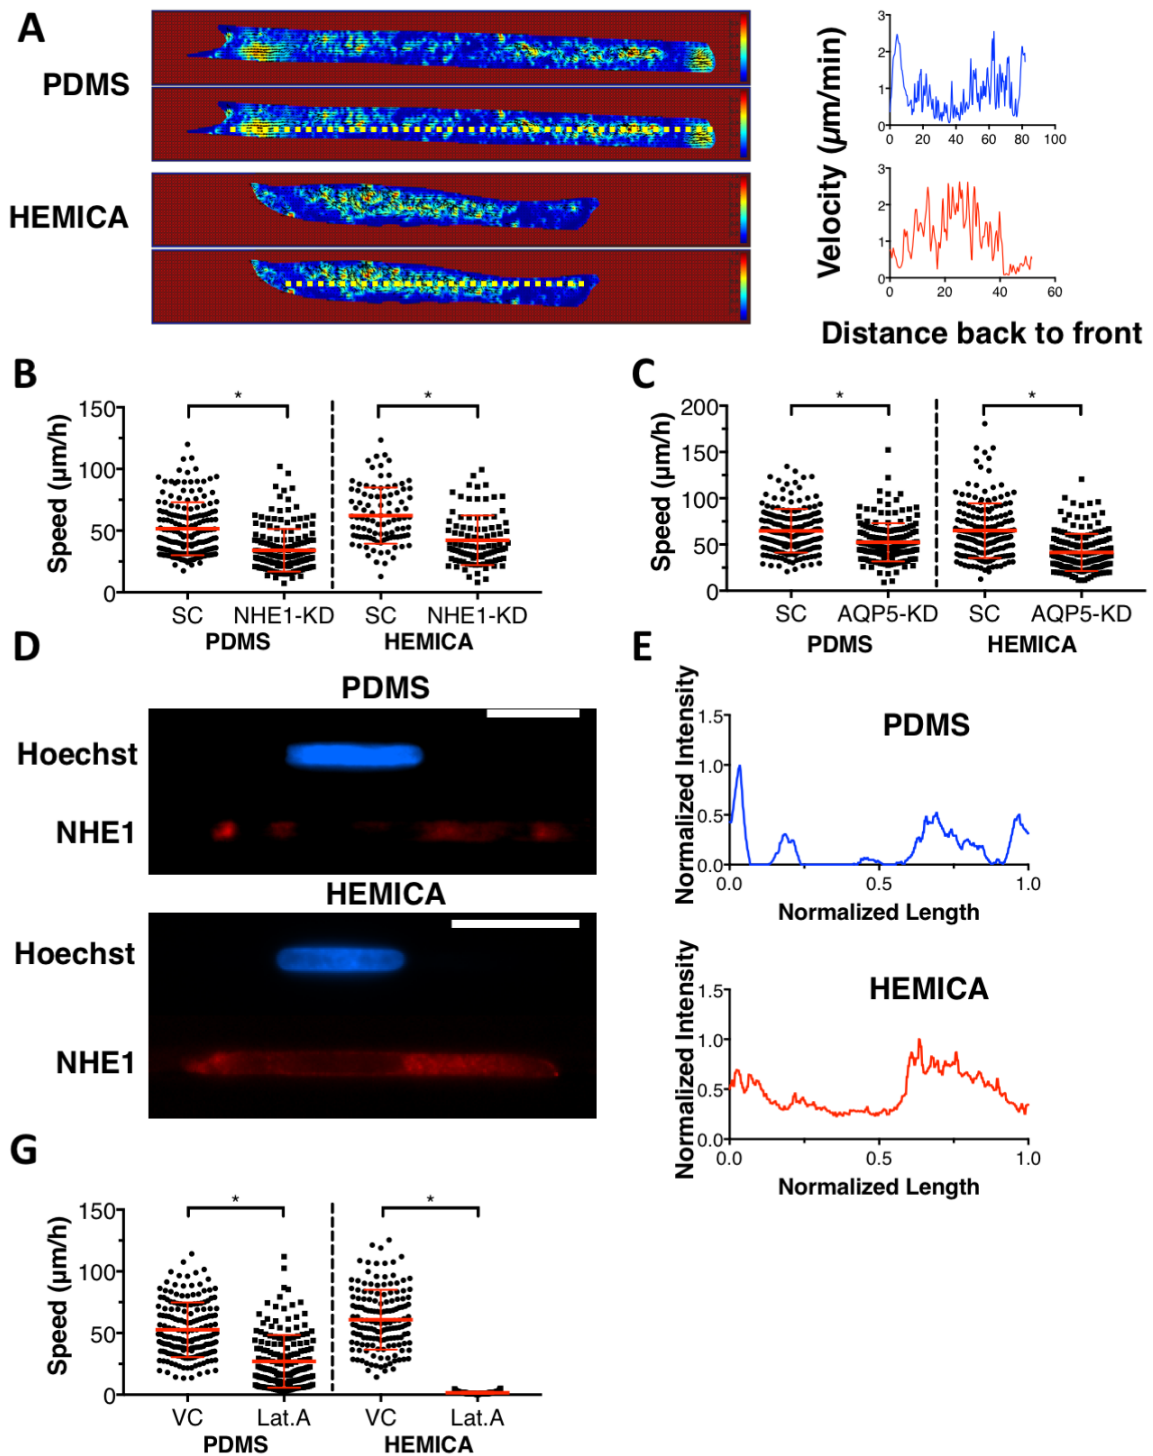 A
PDMS
HEMICA
Velocity (µm/min)
3
2
1
0
0 20 40 60 80 100
3
2
1
0
0 20 40 60
Distance back to front
B
Speed (µm/h)
150
100
50
0
* *
SC NHE1-KD SC NHE1-KD
PDMS HEMICA
C
Speed (µm/h)
200
150
100
50
0
* *
SC AQP5-KD SC AQP5-KD
PDMS HEMICA
D
PDMS
Hoechst
NHE1
HEMICA
Hoechst
NHE1
E
PDMS
Normalized Intensity
1.5
1.0
0.5
0.0
0.0 0.5 1.0
Normalized Length
HEMICA
Normalized Intensity
1.5
1.0
0.5
0.0
0.0 0.5 1.0
Normalized Length
G
Speed (µm/h)
150
100
50
0
* *
VC Lat.A VC Lat.A
PDMS HEMICA